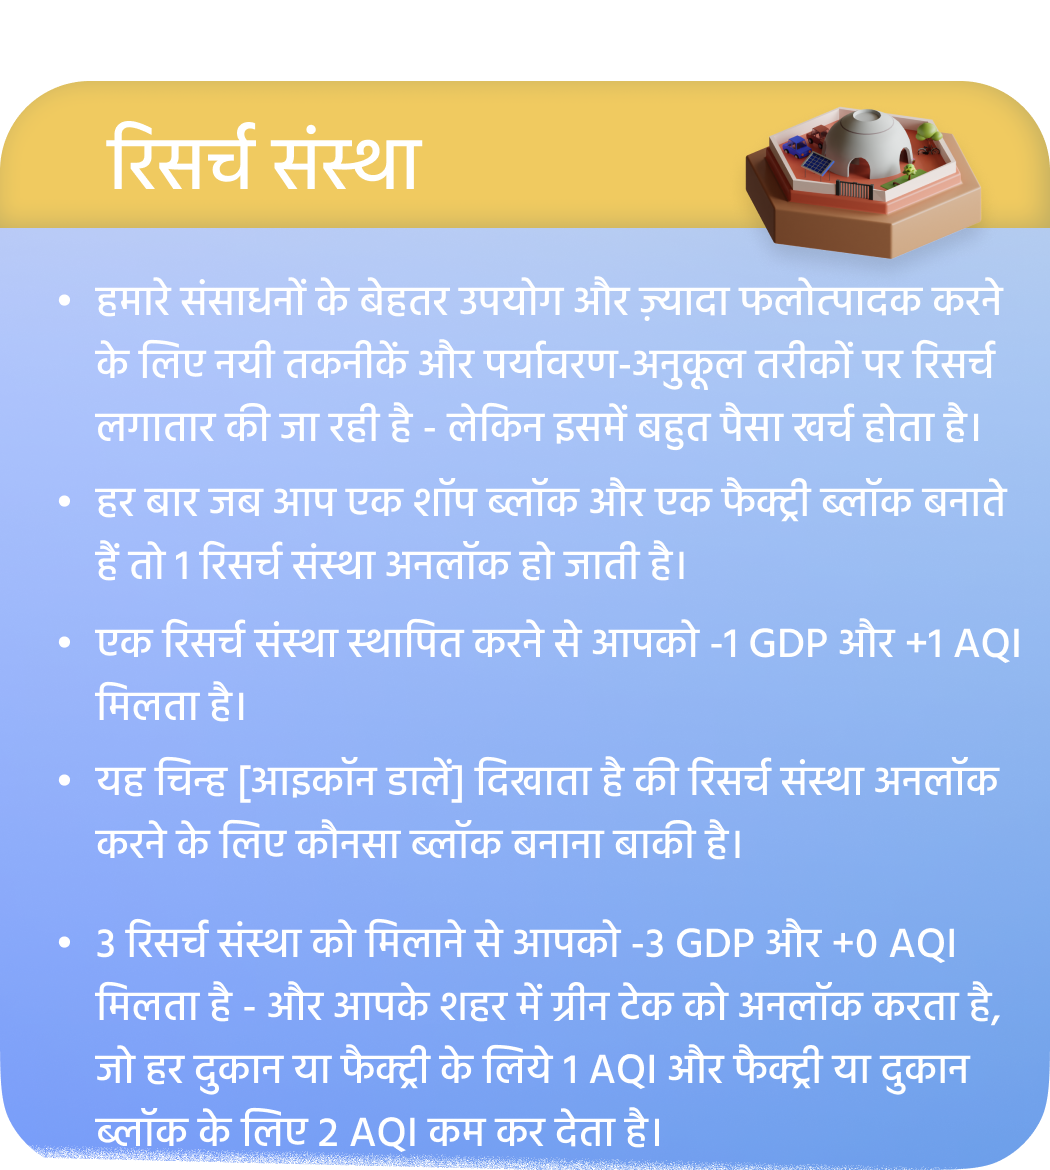 रिसर्च संस्था
• हमारे संसाधनों के बेहतर उपयोग और ज़्यादा फलोत्पादक करने
के लिए नयी तकनीकें और पर्यावरण-अनुकूल तरीकों पर रिसर्च
लगातार की जा रही है - लेकिन इसमें बहुत पैसा खर्च होता है।
• हर बार जब आप एक शॉप ब्लॉक और एक फैक्ट्री ब्लॉक बनाते
हैं तो 1 रिसर्च संस्था अनलॉक हो जाती है।
• एक रिसर्च संस्था स्थापित करने से आपको -1 GDP और +1 AQI
मिलता है।
• यह चिन्ह [आइकॉन डालें] दिखाता है की रिसर्च संस्था अनलॉक
करने के लिए कौनसा ब्लॉक बनाना बाकी है।
• 3 रिसर्च संस्था को मिलाने से आपको -3 GDP और +0 AQI
मिलता है - और आपके शहर में ग्रीन टेक को अनलॉक करता है,
जो हर दुकान या फैक्ट्री के लिये 1 AQI और फैक्ट्री या दुकान
ब्लॉक के लिए 2 AQI कम कर देता है।